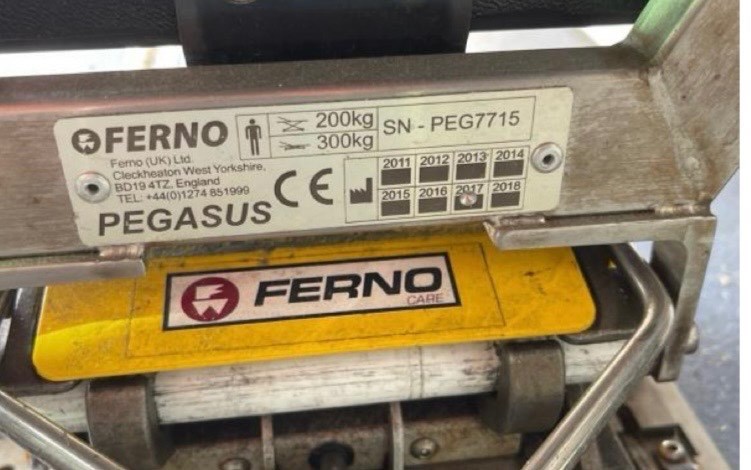 FERNO
Ferno (UK) Ltd.
Cleckheaton West Yorkshire,
BD19 4TZ, England
TEL: +44(0)1274 851999
PEGASUS
CE
200kg
300kg
SN - PEG7715
2011 2012 2013 2014
2015 2016 2017 2018
FERNO
CARE